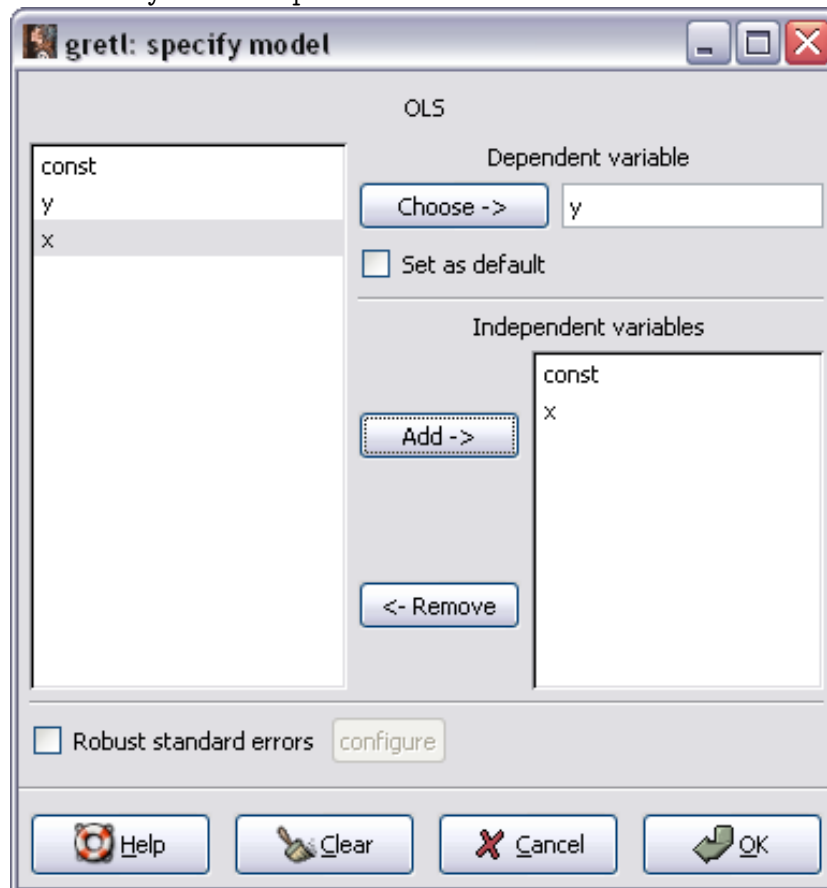 gretl: specify model
OLS
const
y
x
Dependent variable
Choose -> y
Set as default
Independent variables
const
x
Add ->
<- Remove
Robust standard errors configure
Help Clear Cancel OK